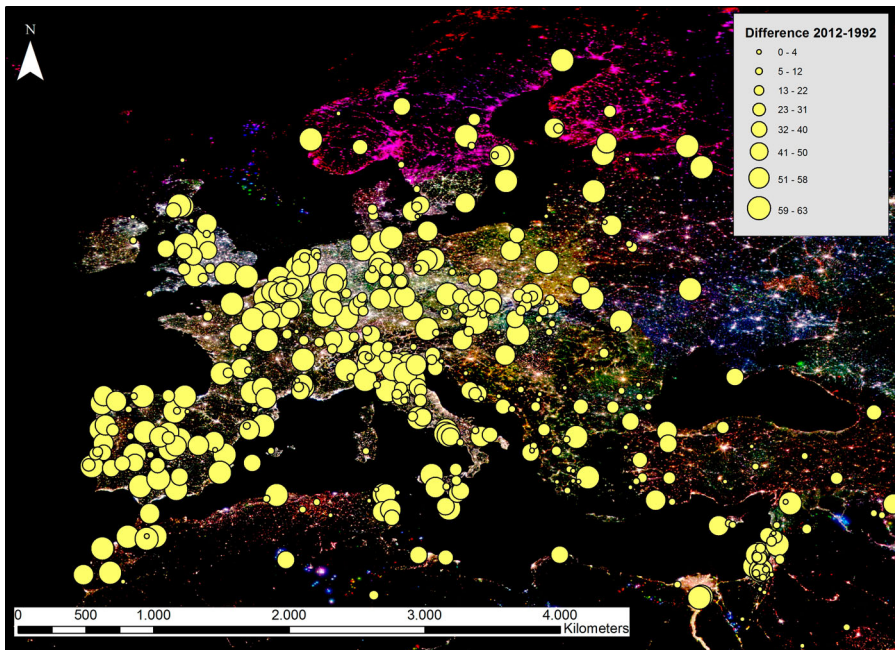 N
Difference 2012-1992
0 - 4
5 - 12
13 - 22
23 - 31
32 - 40
41 - 50
51 - 58
59 - 63
0 500 1.000 2.000 3.000 4.000
Kilometers